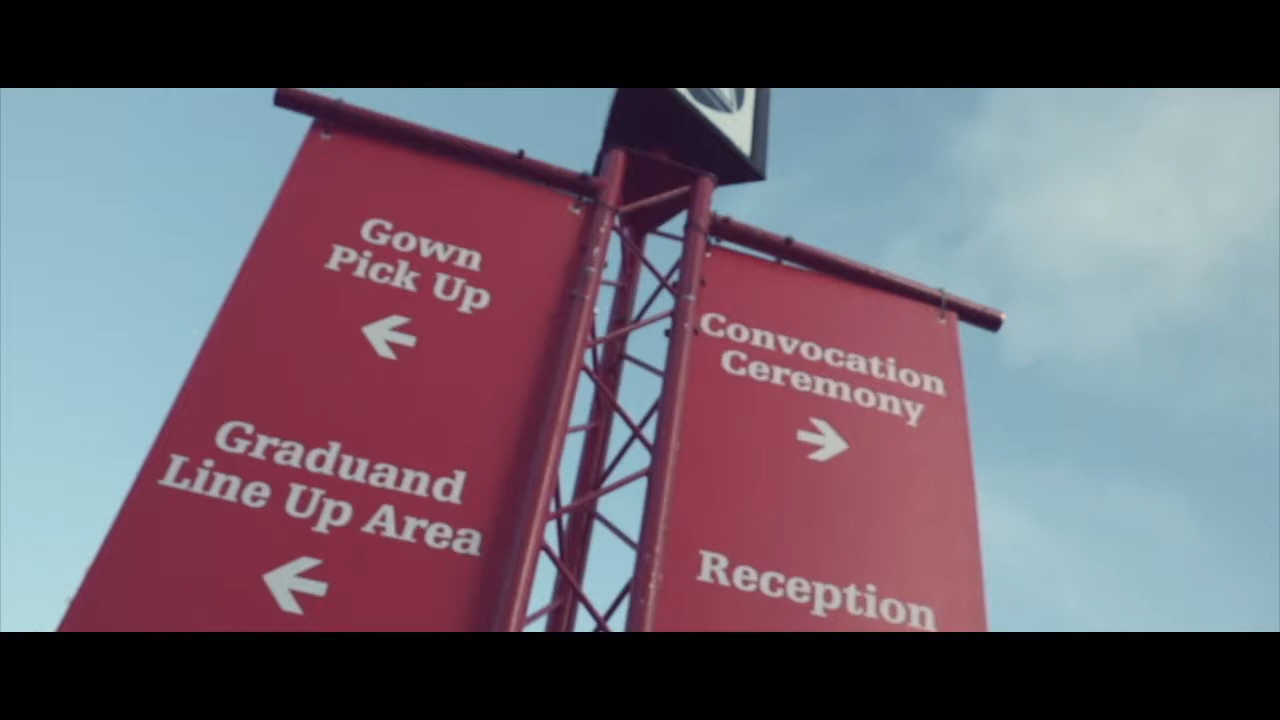 Gown
Pick Up
Graduand
Line Up Area
Convocation
Ceremony
Reception